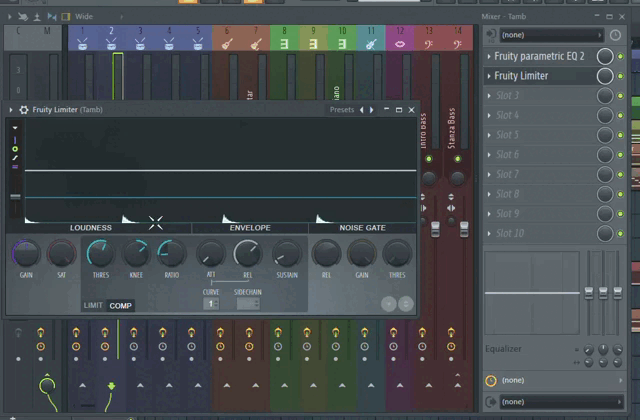 Wide
Mixer - Tamb
C M 1 2 3 4 5 6 7 8 9 10 11 12 13 14
(none)
Fruity parametric EQ 2
Fruity Limiter
Slot 3
Slot 4
Slot 5
Slot 6
Slot 7
Slot 8
Slot 9
Slot 10
Fruity Limiter (Tamb)
Presets
LOUDNESS
ENVELOPE
NOISE GATE
GAIN
SAT
THRES
KNEE
RATIO
ATT
REL
SUSTAIN
REL
GAIN
THRES
CURVE
SIDECHAIN
LIMIT
COMP
1
Intro Bass
Stanza Bass
Equalizer
(none)
(none)